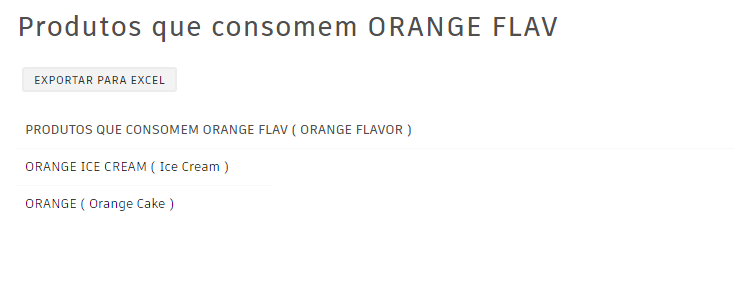 Produtos que consomem ORANGE FLAV
EXPORTAR PARA EXCEL
PRODUTOS QUE CONSOMEM ORANGE FLAV ( ORANGE FLAVOR )
ORANGE ICE CREAM ( Ice Cream )
ORANGE ( Orange Cake )